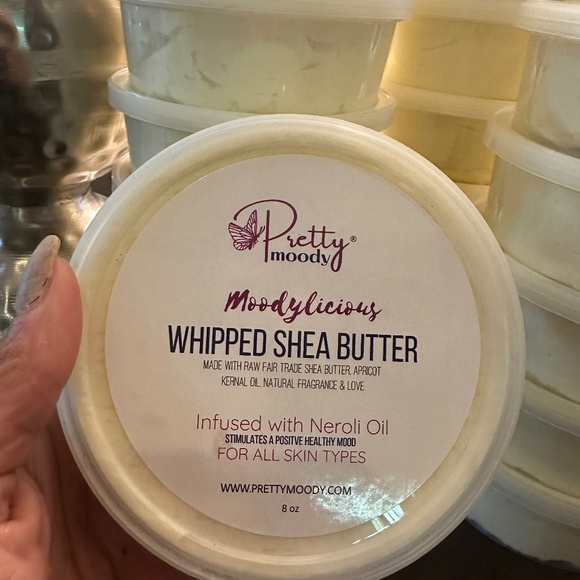 Pretty®
moody
Moodylicious
WHIPPED SHEA BUTTER
MADE WITH RAW FAIR TRADE SHEA BUTTER, APRICOT
KERNAL OIL, NATURAL FRAGRANCE & LOVE
Infused with Neroli Oil
STIMULATES A POSITVE HEALTHY MOOD
FOR ALL SKIN TYPES
WWW.PRETTYMOODY.COM
8 oz